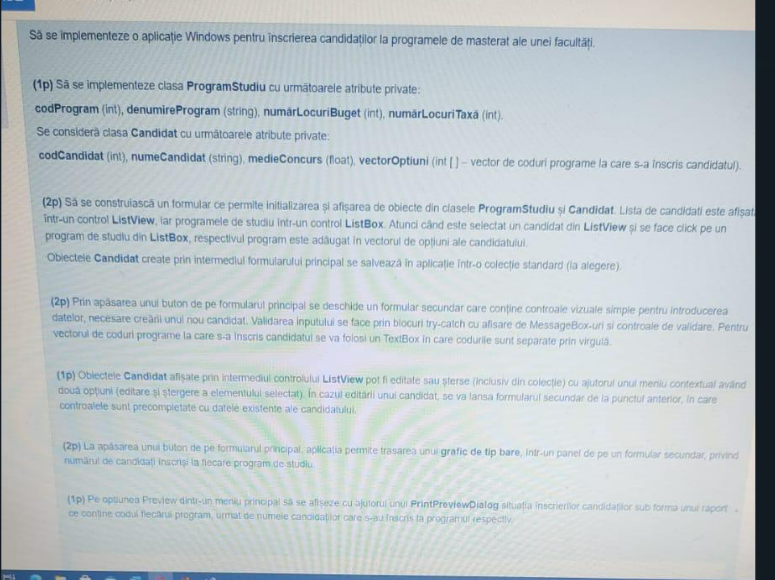 Să se implementeze o aplicație Windows pentru înscrierea candidaților la programele de masterat ale unei facultăți.
(1p) Să se implementeze clasa ProgramStudiu cu următoarele atribute private:
codProgram (int), denumireProgram (string), numărLocuriBuget (int), numărLocuriTaxă (int).
Se consideră clasa Candidat cu următoarele atribute private:
codCandidat (int), numeCandidat (string), medieConcurs (float), vectorOptiuni (int [ ] – vector de coduri programe la care s-a înscris candidatul).
(2p) Să se construiască un formular ce permite inițializarea și afișarea de obiecte din clasele ProgramStudiu și Candidat. Lista de candidati este afișat
într-un control ListView, iar programele de studiu într-un control ListBox. Atunci când este selectat un candidat din ListView și se face click pe un
program de studiu din ListBox, respectivul program este adăugat în vectorul de opțiuni ale candidatului.
Obiectele Candidat create prin intermediul formularului principal se salvează în aplicație într-o colecție standard (la alegere).
(2p) Prin apăsarea unui buton de pe formularul principal se deschide un formular secundar care conține controale vizuale simple pentru introducerea
datelor, necesare creării unui nou candidat. Validarea inputului se face prin blocuri try-catch cu afisare de MessageBox-uri si controale de validare. Pentru
vectorul de coduri programe la care s-a înscris candidatul se va folosi un TextBox în care codurile sunt separate prin virgulă.
(1p) Obiectele Candidat afișate prin intermediul controlului ListView pot fi editate sau șterse (inclusiv din colecție) cu ajutorul unui meniu contextual având
două opțiuni (editare și ștergere a elementului selectat). În cazul editării unui candidat, se va lansa formularul secundar de la punctul anterior, în care
controalele sunt precompletate cu datele existente ale candidatului.
(2p) La apăsarea unui buton de pe formularul principal, aplicația permite trasarea unui grafic de tip bare, într-un panel de pe un formular secundar, privind
numărul de candidați înscriși la fiecare program de studiu.
(1p) Pe opțiunea Preview dintr-un meniu principal să se afișeze cu ajutorul unui PrintPreviewDialog situația înscrierilor candidaților sub forma unui raport
ce conține codul fiecărui program, urmat de numele candidaților care s-au înscris la programul respectiv.